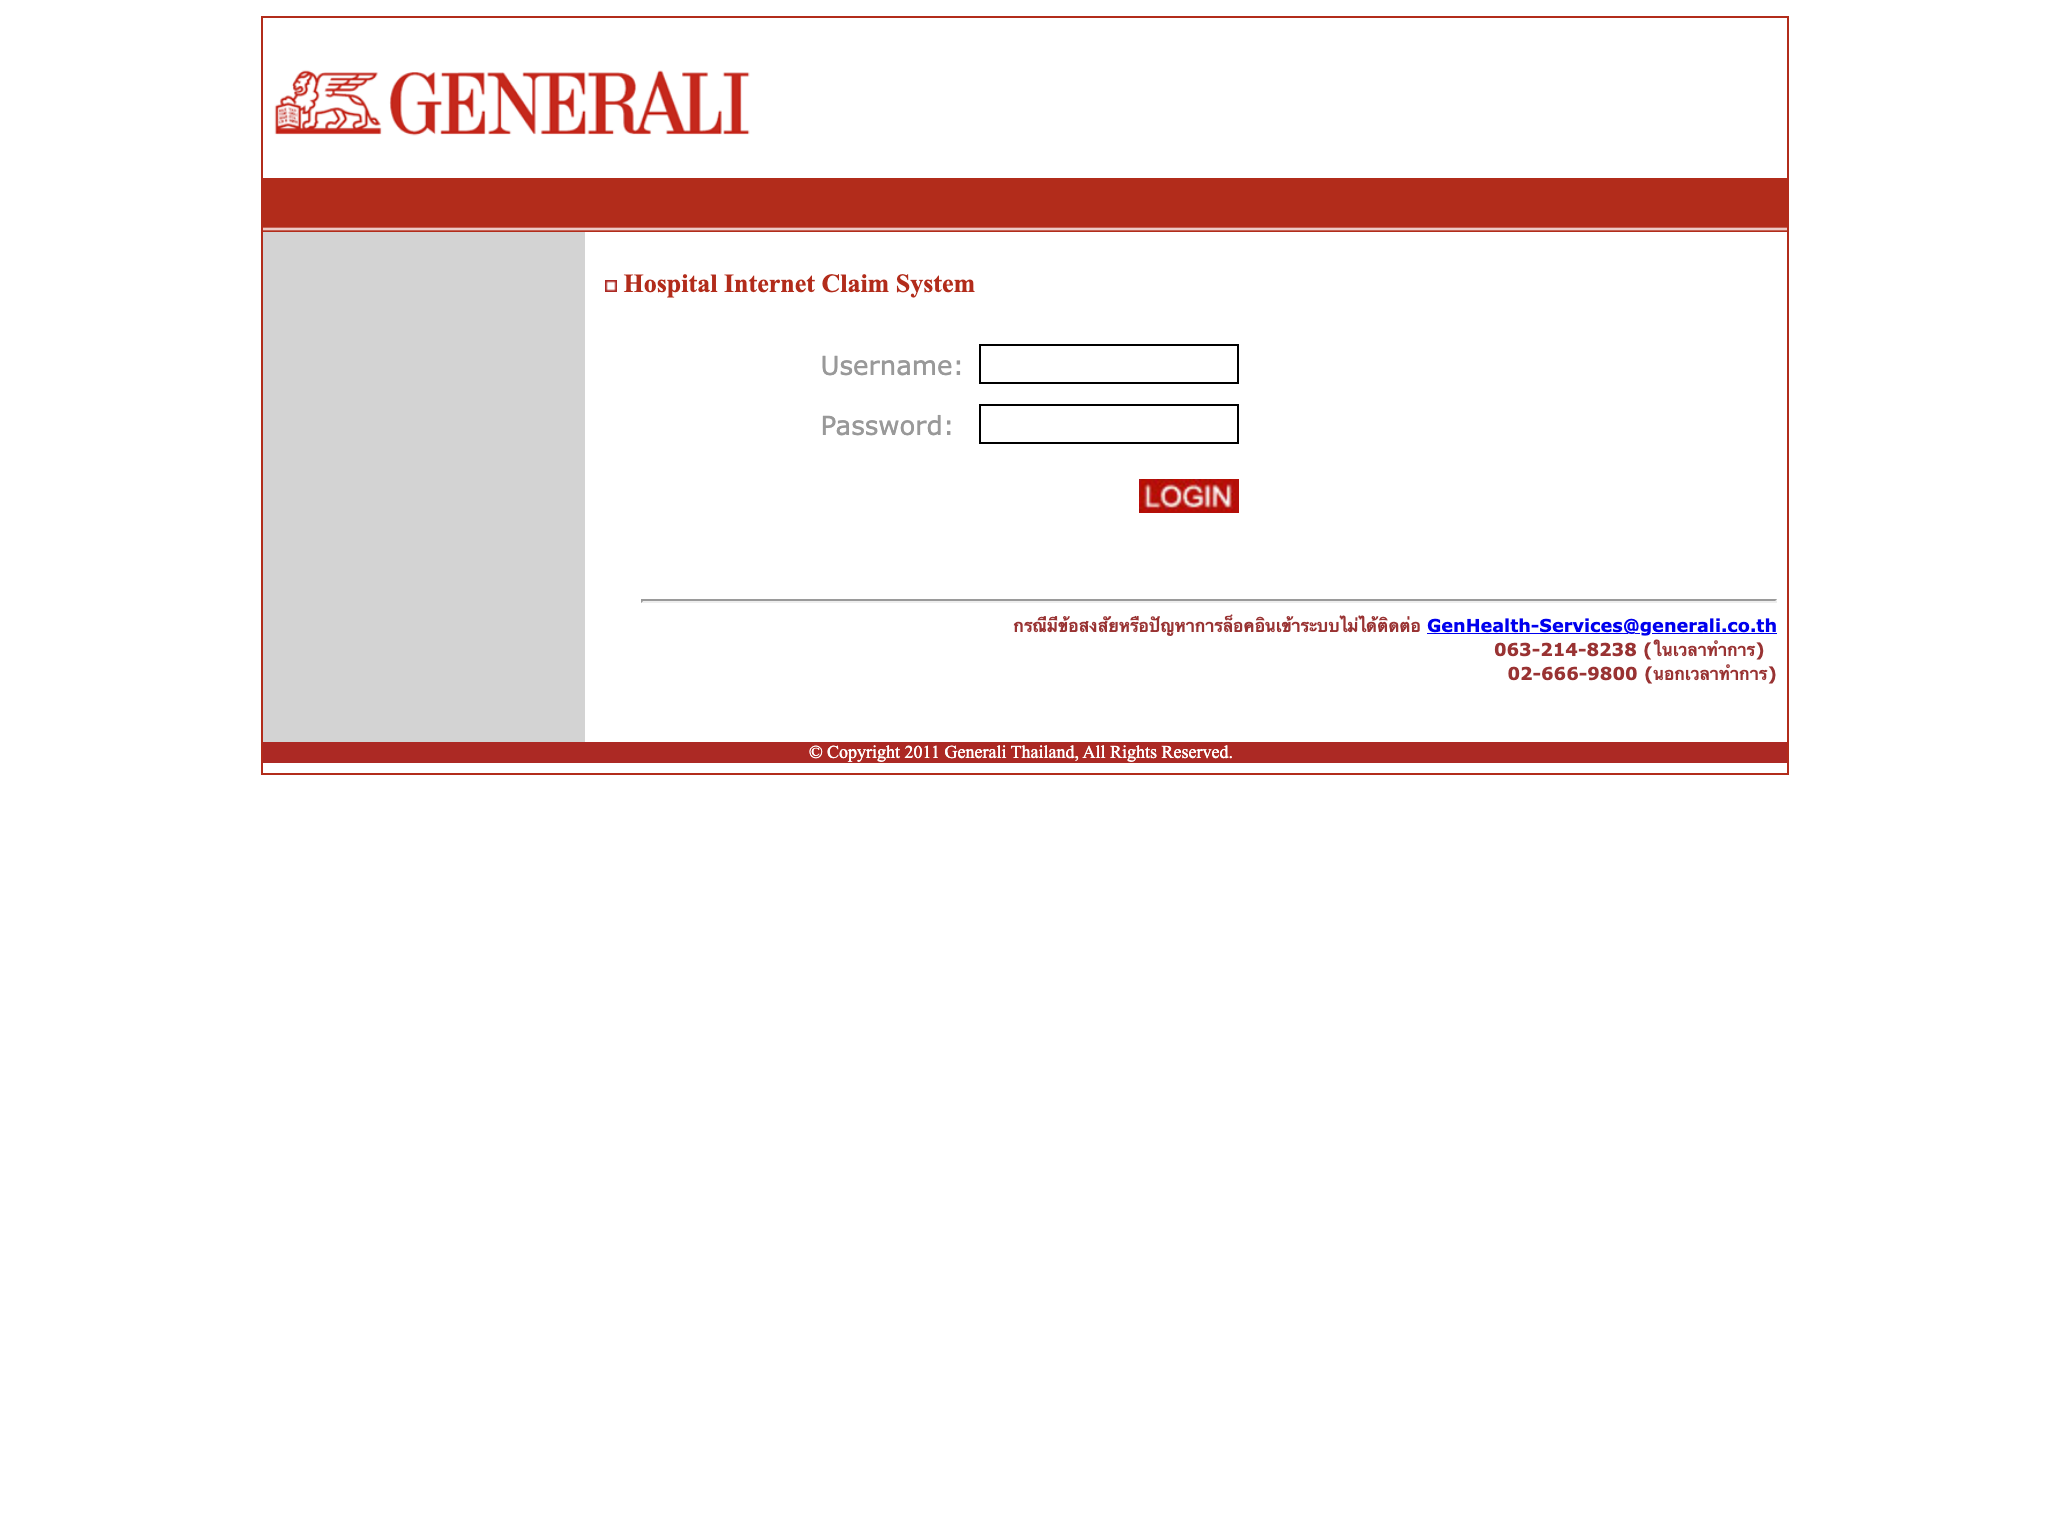 GENERALI
Hospital Internet Claim System
Username:
Password:
LOGIN
กรณีมีข้อสงสัยหรือปัญหาการล็อคอินเข้าระบบไม่ได้ติดต่อ GenHealth-Services@generali.co.th
063-214-8238 (ในเวลาทำการ)
02-666-9800 (นอกเวลาทำการ)
© Copyright 2011 Generali Thailand, All Rights Reserved.